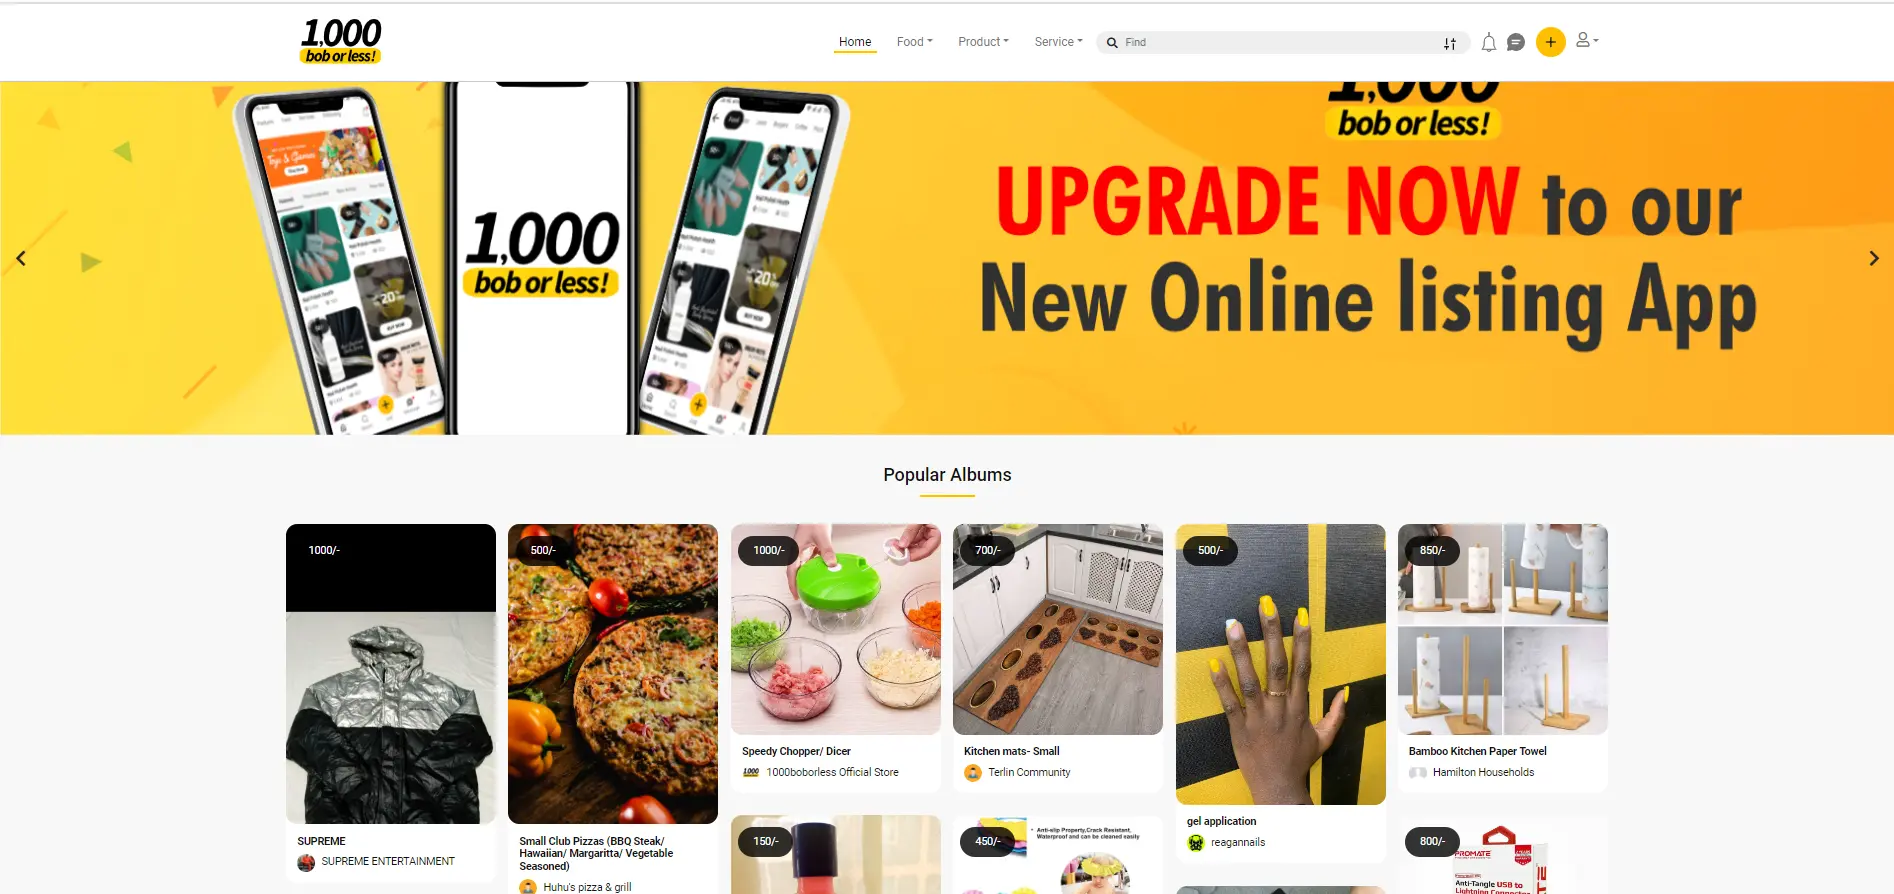 1,000
bob or less!
Home
Food
Product
Service
Find
1,000
bob or less!
1,000
bob or less!
UPGRADE NOW to our
New Online listing App
Popular Albums
1000/-
500/-
1000/-
700/-
500/-
850/-
Speedy Chopper/ Dicer
1000boborless Official Store
Kitchen mats- Small
Terlin Community
Bamboo Kitchen Paper Towel
Hamilton Households
SUPREME
SUPREME ENTERTAINMENT
Small Club Pizzas (BBQ Steak/
Hawaiian/ Margaritta/ Vegetable
Seasoned)
Huhu's pizza & grill
gel application
reagannails
150/-
450/-
Anti-slip Property,Crack Resistant,
Waterproof and can be cleaned easily
800/-
PROMATE
Anti-Tangle USB to
Lightning Connector